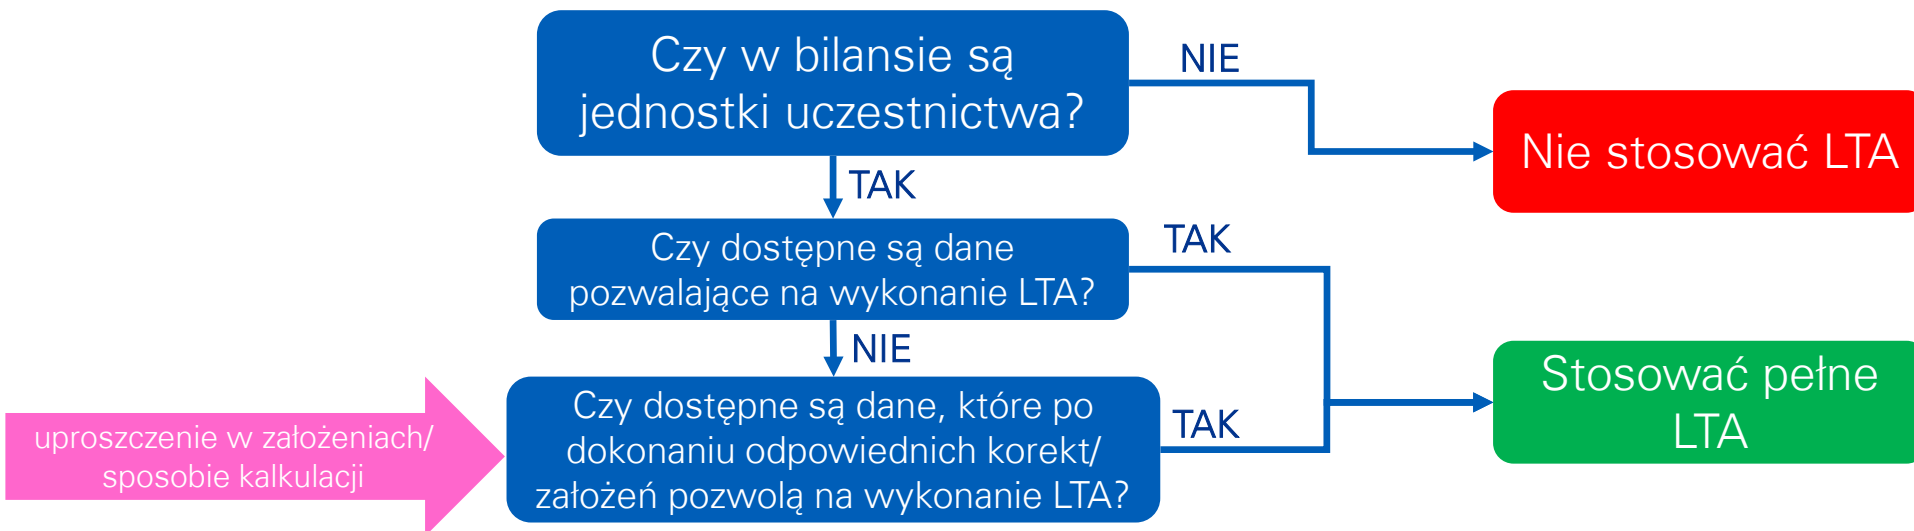 Czy w bilansie są
jednostki uczestnictwa?
NIE
Nie stosować LTA
TAK
Czy dostępne są dane
pozwalające na wykonanie LTA?
TAK
NIE
Stosować pełne
LTA
uproszczenie w założeniach/
sposobie kalkulacji
Czy dostępne są dane, które po
dokonaniu odpowiednich korekt/
założeń pozwolą na wykonanie LTA?
TAK